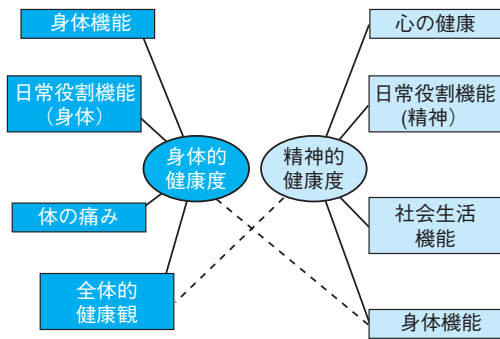 身体機能
日常役割機能
（身体）
体の痛み
全体的
健康観
身体的
健康度
精神的
健康度
心の健康
日常役割機能
(精神）
社会生活
機能
身体機能